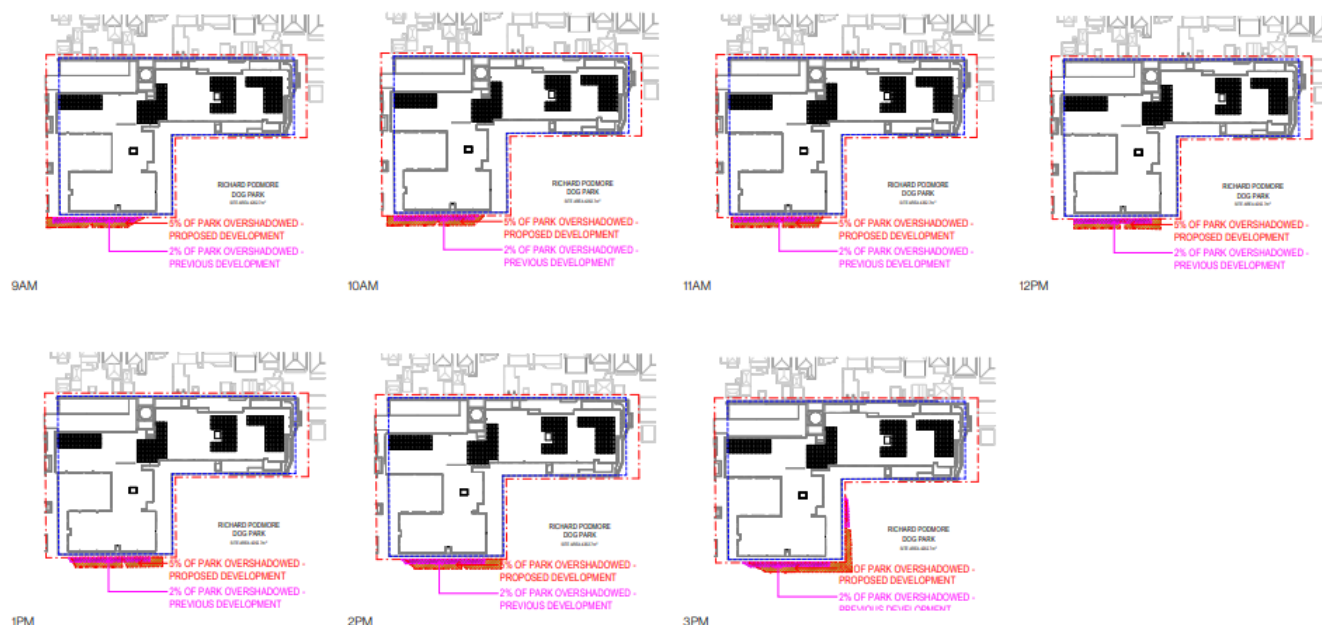 RICHARD PODMORE
DOG PARK
5% OF PARK OVERSHADOWED -
PROPOSED DEVELOPMENT
2% OF PARK OVERSHADOWED -
PREVIOUS DEVELOPMENT
9AM
RICHARD PODMORE
DOG PARK
5% OF PARK OVERSHADOWED -
PROPOSED DEVELOPMENT
2% OF PARK OVERSHADOWED -
PREVIOUS DEVELOPMENT
10AM
RICHARD PODMORE
DOG PARK
5% OF PARK OVERSHADOWED -
PROPOSED DEVELOPMENT
2% OF PARK OVERSHADOWED -
PREVIOUS DEVELOPMENT
11AM
RICHARD PODMORE
DOG PARK
5% OF PARK OVERSHADOWED -
PROPOSED DEVELOPMENT
2% OF PARK OVERSHADOWED -
PREVIOUS DEVELOPMENT
12PM
RICHARD PODMORE
DOG PARK
5% OF PARK OVERSHADOWED -
PROPOSED DEVELOPMENT
2% OF PARK OVERSHADOWED -
PREVIOUS DEVELOPMENT
1PM
RICHARD PODMORE
DOG PARK
5% OF PARK OVERSHADOWED -
PROPOSED DEVELOPMENT
2% OF PARK OVERSHADOWED -
PREVIOUS DEVELOPMENT
2PM
RICHARD PODMORE
DOG PARK
OF PARK OVERSHADOWED -
PROPOSED DEVELOPMENT
2% OF PARK OVERSHADOWED -
PREVIOUS DEVELOPMENT
3PM